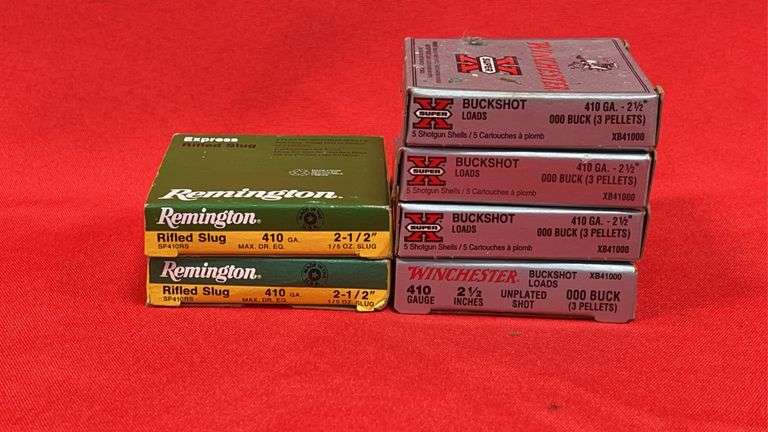 Express
Rifled Slug
Remington
Remington
Rifled Slug 410 GA. 2-1/2"
SP410RS MAX. DR. EQ. 1/5 OZ. SLUG
Remington
Rifled Slug 410 GA. 2-1/2"
SP410RS MAX. DR. EQ. 1/5 OZ. SLUG
WINCHESTER
SUPER X
SUPER X
BUCKSHOT 410 GA. - 2½"
LOADS 000 BUCK (3 PELLETS)
5 Shotgun Shells / 5 Cartouches à plomb XB41000
SUPER X
BUCKSHOT 410 GA. - 2½"
LOADS 000 BUCK (3 PELLETS)
5 Shotgun Shells / 5 Cartouches à plomb XB41000
SUPER X
BUCKSHOT 410 GA. - 2½"
LOADS 000 BUCK (3 PELLETS)
5 Shotgun Shells / 5 Cartouches à plomb XB41000
WINCHESTER BUCKSHOT LOADS XB41000
410 GAUGE 2½ INCHES UNPLATED SHOT 000 BUCK (3 PELLETS)